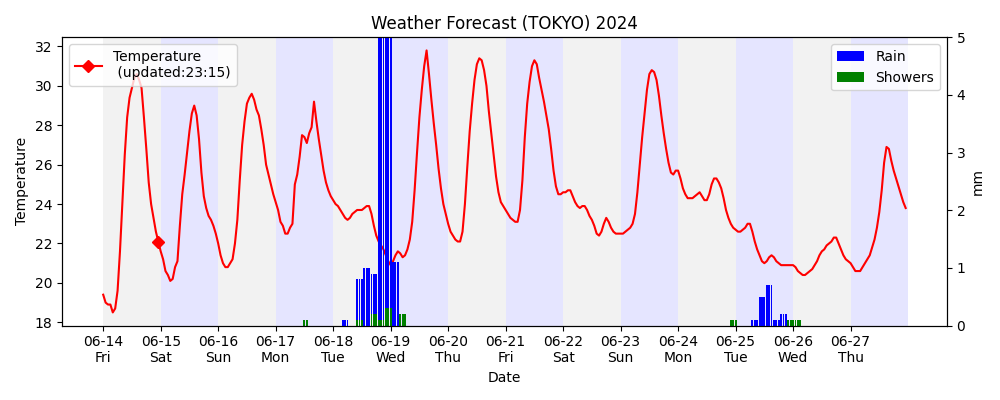 Weather Forecast (TOKYO) 2024
Temperature
(updated:23:15)
Rain
Showers
32
30
28
26
24
22
20
18
Temperature
5
4
3
2
1
0
mm
06-14 06-15 06-16 06-17 06-18 06-19 06-20 06-21 06-22 06-23 06-24 06-25 06-26 06-27
Fri Sat Sun Mon Tue Wed Thu Fri Sat Sun Mon Tue Wed Thu
Date